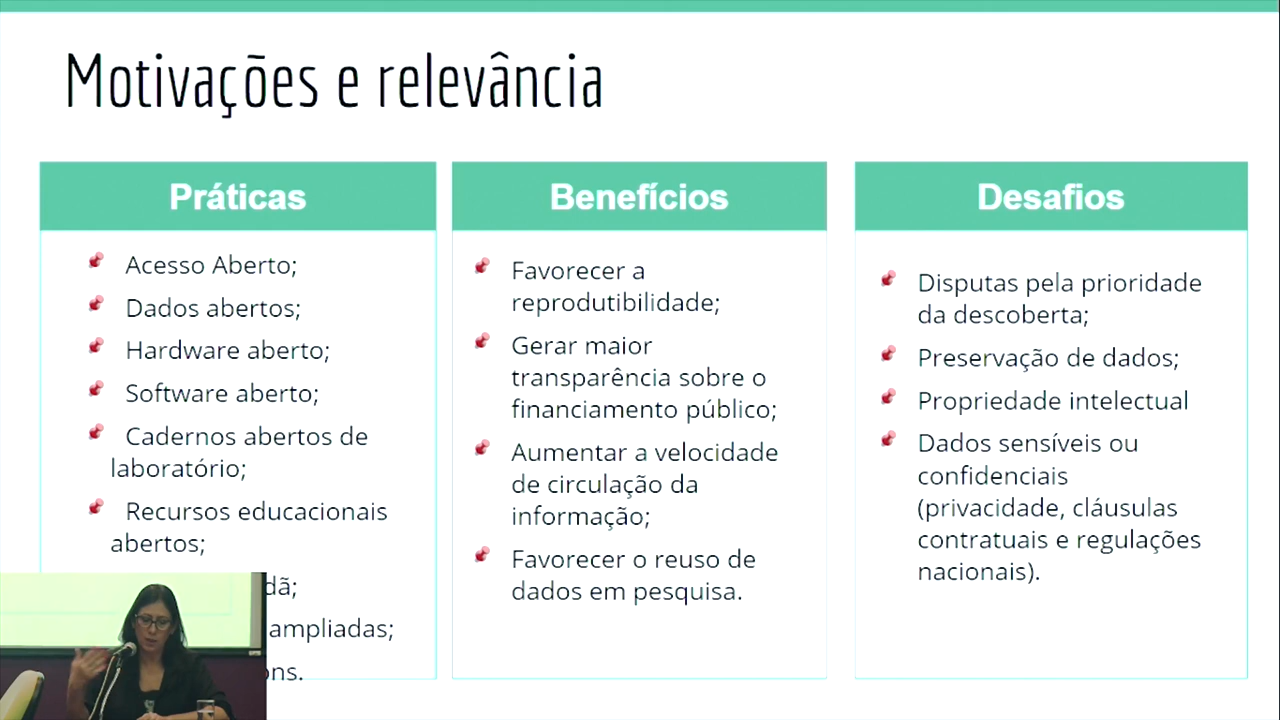 Motivações e relevância
Práticas
Acesso Aberto;
Dados abertos;
Hardware aberto;
Software aberto;
Cadernos abertos de
laboratório;
Recursos educacionais
abertos;
ampliadas;
Benefícios
Favorecer a
reprodutibilidade;
Gerar maior
transparência sobre o
financiamento público;
Aumentar a velocidade
de circulação da
informação;
Favorecer o reuso de
dados em pesquisa.
Desafios
Disputas pela prioridade
da descoberta;
Preservação de dados;
Propriedade intelectual
Dados sensíveis ou
confidenciais
(privacidade, cláusulas
contratuais e regulações
nacionais).